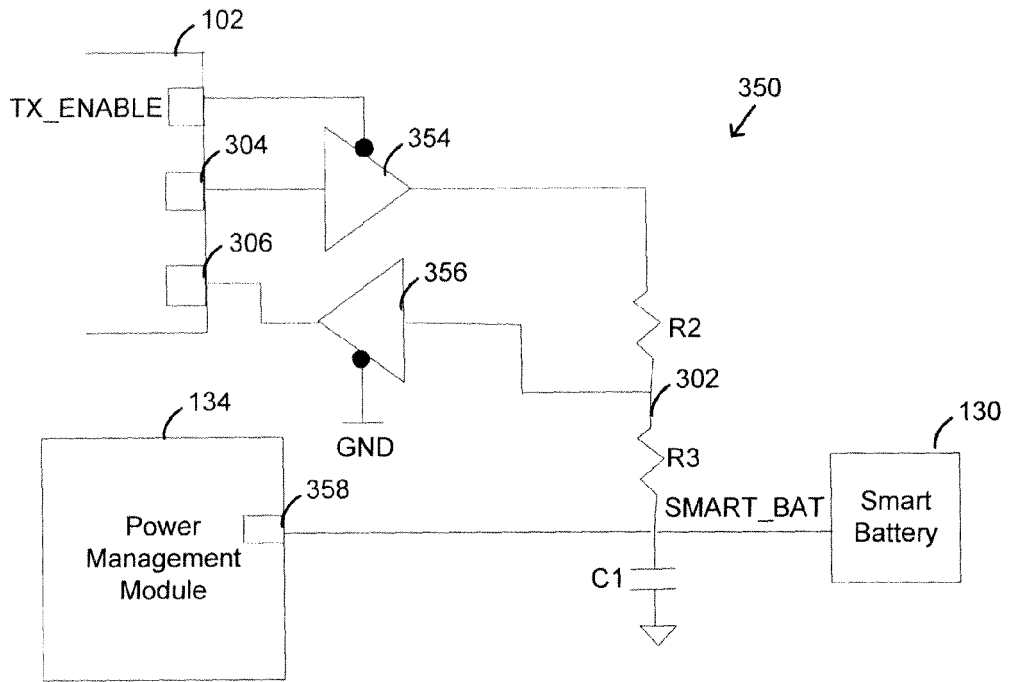 102
TX_ENABLE
350
304
354
306
356
R2
302
134
GND
130
R3
358
SMART_BAT
Smart
Battery
Power
Management
Module
C1